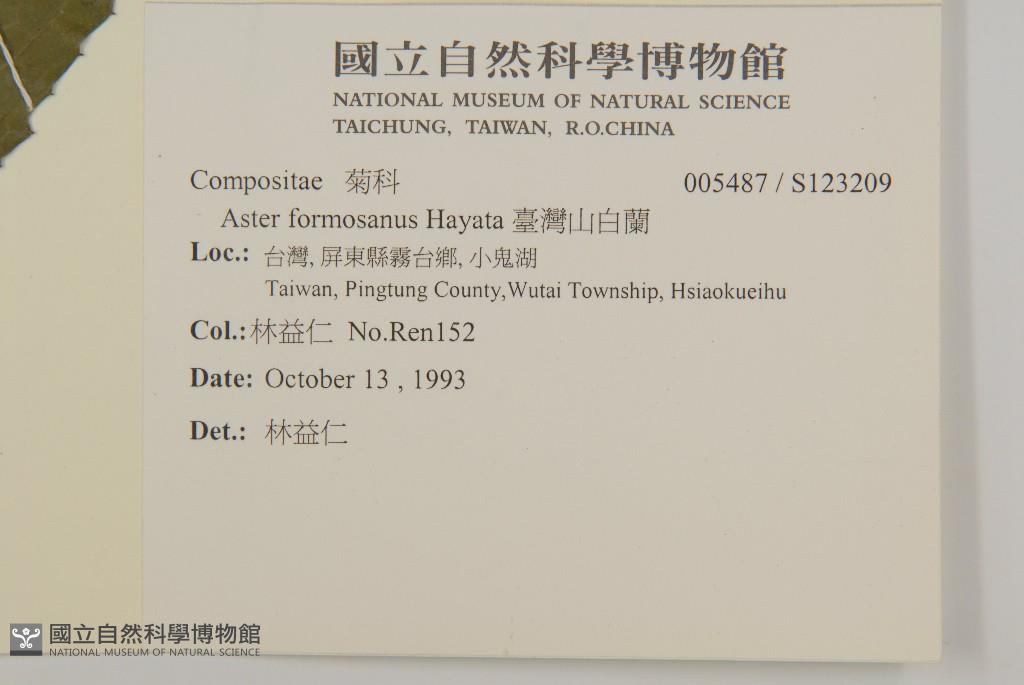 國立自然科學博物館
NATIONAL MUSEUM OF NATURAL SCIENCE
TAICHUNG, TAIWAN, R.O.CHINA
Compositae 菊科 005487 / S123209
Aster formosanus Hayata 臺灣山白蘭
Loc.: 台灣, 屏東縣霧台鄉, 小鬼湖
Taiwan, Pingtung County,Wutai Township, Hsiaokueihu
Col.:林益仁 No.Ren152
Date: October 13 , 1993
Det.: 林益仁
國立自然科學博物館
NATIONAL MUSEUM OF NATURAL SCIENCE